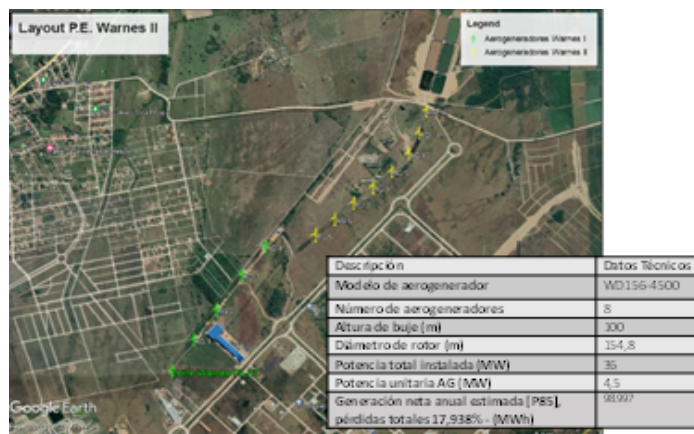 Layout P.E. Warnes II
Legend
Aerogeneradores Warnes I
Aerogeneradores Warnes II
Descripción Datos Técnicos
Modelo de aerogenerador WD156-4500
Número de aerogeneradores 8
Altura de buje (m) 100
Diámetro de rotor (m) 154,8
Potencia total instalada (MW) 36
Potencia unitaria AG (MW) 4,5
Generación neta anual estimada [P85], 98.997
pérdidas totales 17,938% - (MWh)
Google Earth